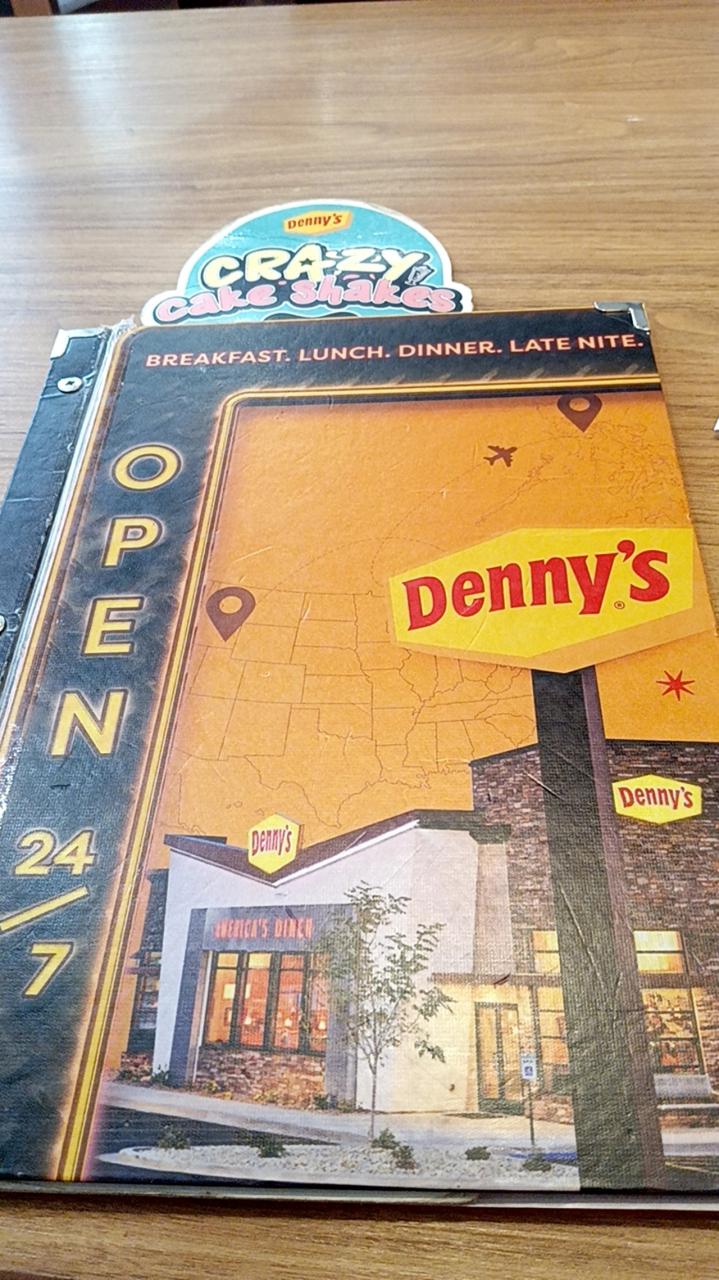 Denny's
CRAZY
Cake Shakes
BREAKFAST. LUNCH. DINNER. LATE NITE.
OPEN
24/7
Denny's®
Denny's
Denny's
AMERICA'S DINER